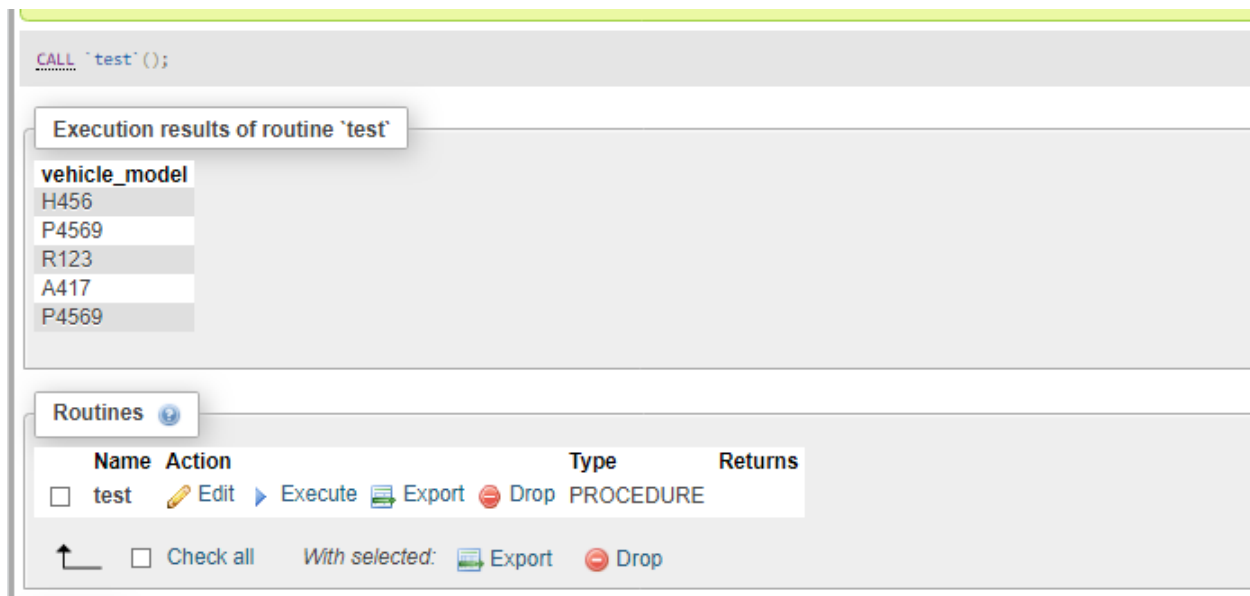 CALL `test`();
Execution results of routine `test`
vehicle_model
H456
P4569
R123
A417
P4569
Routines
Name Action Type Returns
test Edit Execute Export Drop PROCEDURE
Check all With selected: Export Drop